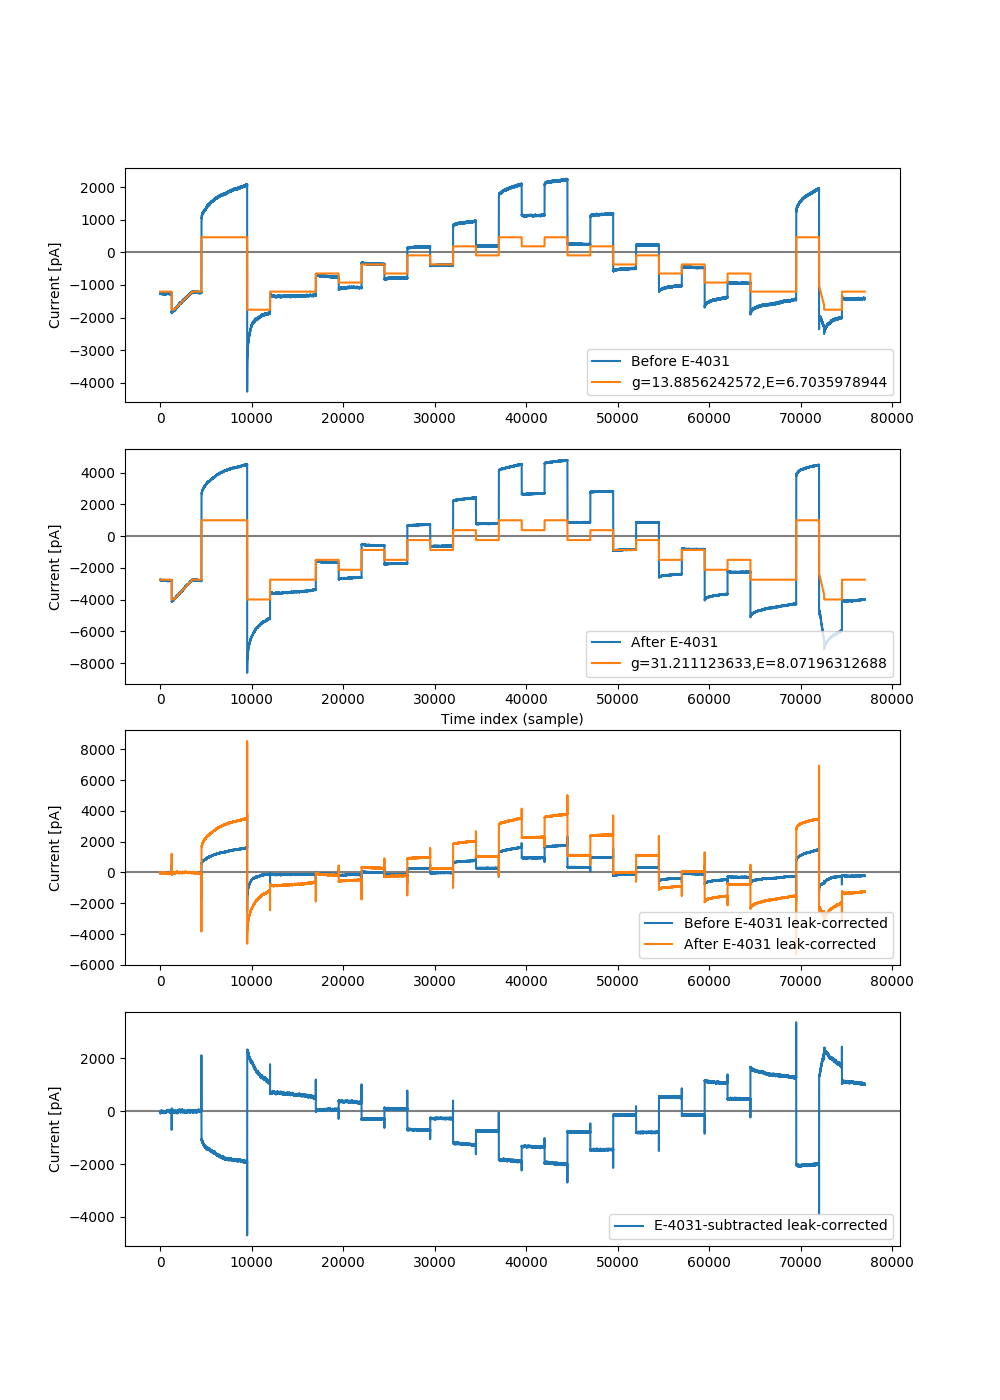 2000
1000
0
−1000
−2000
−3000
−4000
Current [pA]
Before E-4031
g=13.8856242572,E=6.7035978944
0 10000 20000 30000 40000 50000 60000 70000 80000
4000
2000
0
−2000
−4000
−6000
−8000
Current [pA]
After E-4031
g=31.211123633,E=8.07196312688
0 10000 20000 30000 40000 50000 60000 70000 80000
Time index (sample)
8000
6000
4000
2000
0
−2000
−4000
−6000
Current [pA]
Before E-4031 leak-corrected
After E-4031 leak-corrected
0 10000 20000 30000 40000 50000 60000 70000 80000
2000
0
−2000
−4000
Current [pA]
E-4031-subtracted leak-corrected
0 10000 20000 30000 40000 50000 60000 70000 80000